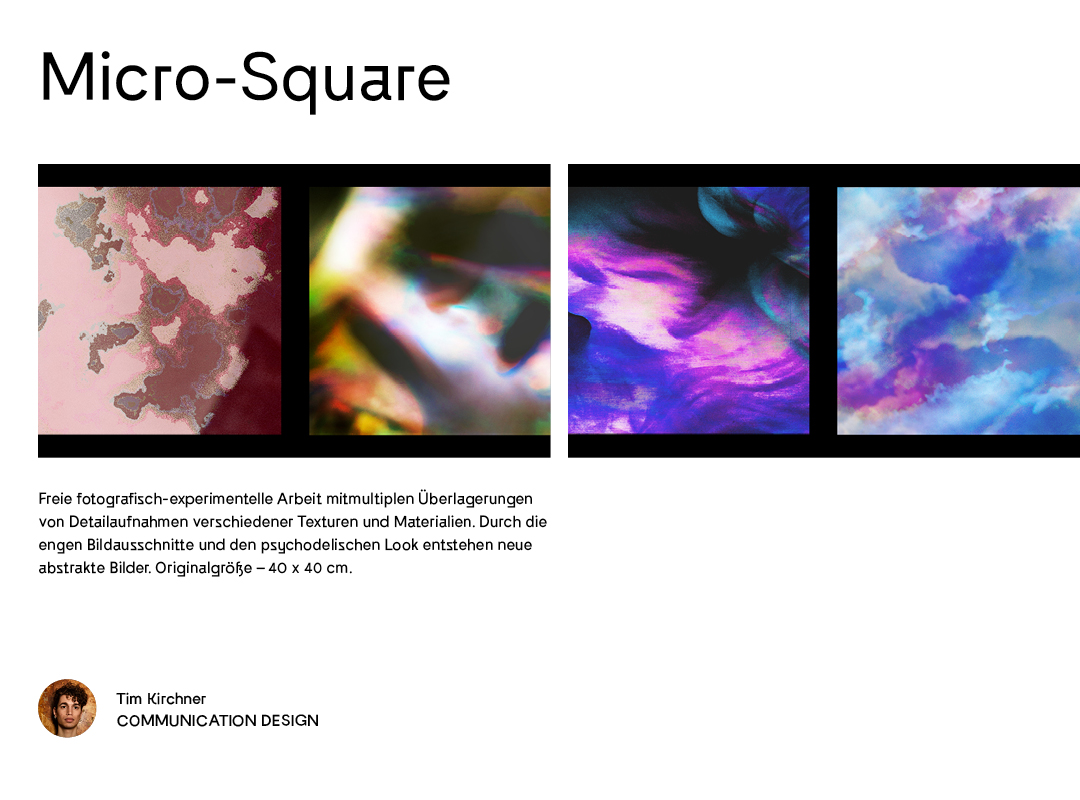 Micro-Square
Freie fotografisch-experimentelle Arbeit mitmultiplen Überlagerungen
von Detailaufnahmen verschiedener Texturen und Materialien. Durch die
engen Bildausschnitte und den psychodelischen Look entstehen neue
abstrakte Bilder. Originalgröße – 40 x 40 cm.
Tim Kirchner
COMMUNICATION DESIGN